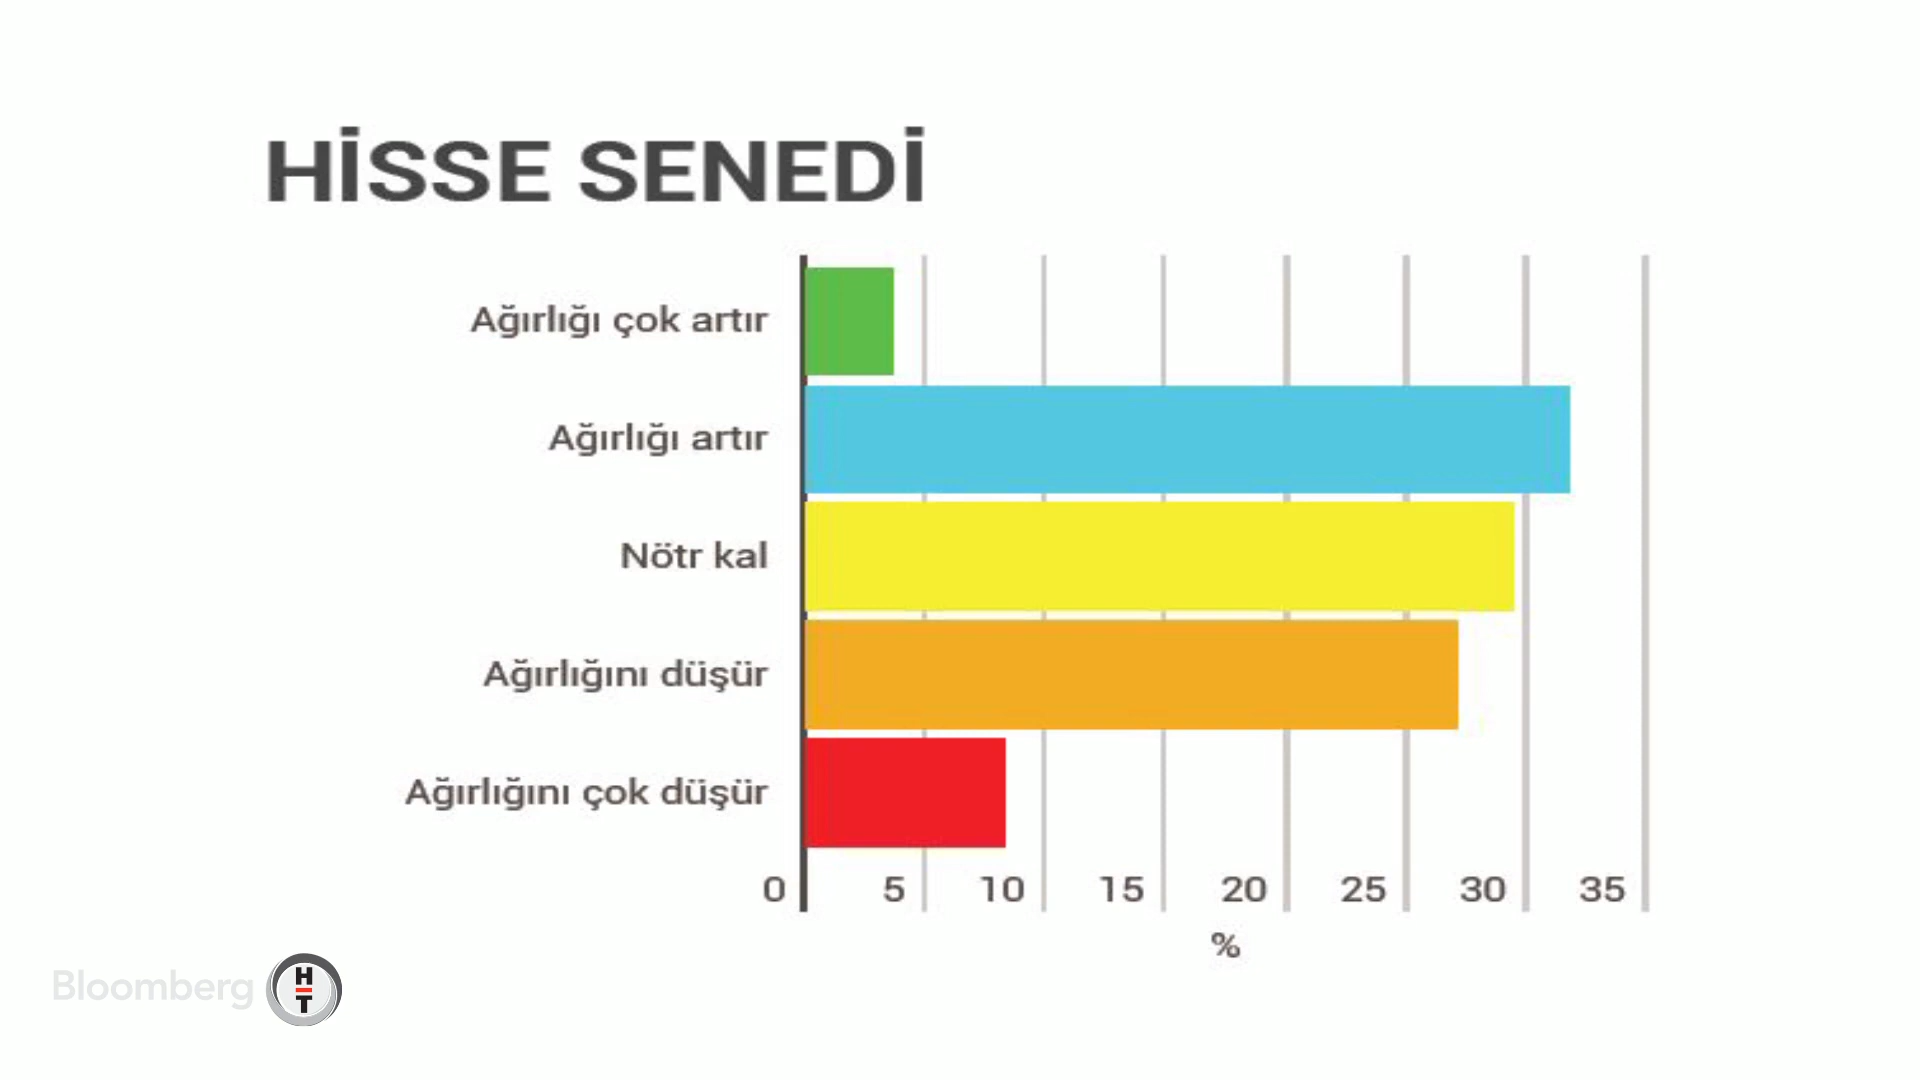 HİSSE SENEDİ
Ağırlığı çok artır
Ağırlığı artır
Nötr kal
Ağırlığını düşür
Ağırlığını çok düşür
0 5 10 15 20 25 30 35
%
Bloomberg HT